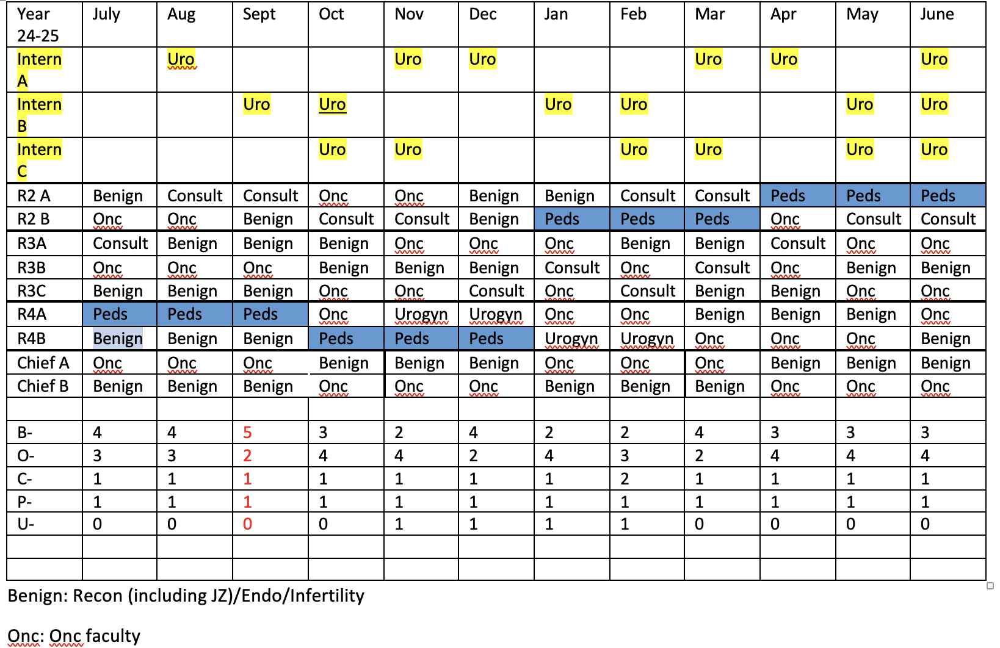 Year 24-25 July Aug Sept Oct Nov Dec Jan Feb Mar Apr May June
Intern A Uro Uro Uro Uro Uro Uro
Intern B Uro Uro Uro Uro Uro Uro
Intern C Uro Uro Uro Uro Uro Uro
R2 A Benign Consult Consult Onc Onc Benign Benign Consult Consult Peds Peds Peds
R2 B Onc Onc Benign Consult Consult Benign Peds Peds Peds Onc Consult Consult
R3A Consult Benign Benign Benign Onc Onc Onc Benign Benign Consult Onc Onc
R3B Onc Onc Onc Benign Benign Benign Consult Onc Consult Onc Benign Benign
R3C Benign Benign Benign Onc Onc Consult Onc Consult Benign Benign Onc Onc
R4A Peds Peds Peds Onc Urogyn Urogyn Onc Onc Benign Benign Benign Onc
R4B Benign Benign Benign Peds Peds Peds Urogyn Urogyn Onc Onc Onc Benign
Chief A Onc Onc Onc Benign Benign Benign Onc Onc Onc Benign Benign Benign
Chief B Benign Benign Benign Onc Onc Onc Benign Benign Benign Onc Onc Onc
B- 4 4 5 3 2 4 2 2 4 3 3 3
O- 3 3 2 4 4 2 4 3 2 4 4 4
C- 1 1 1 1 1 1 1 2 1 1 1 1
P- 1 1 1 1 1 1 1 1 1 1 1 1
U- 0 0 0 0 1 1 1 1 0 0 0 0
Benign: Recon (including JZ)/Endo/Infertility
Onc: Onc faculty